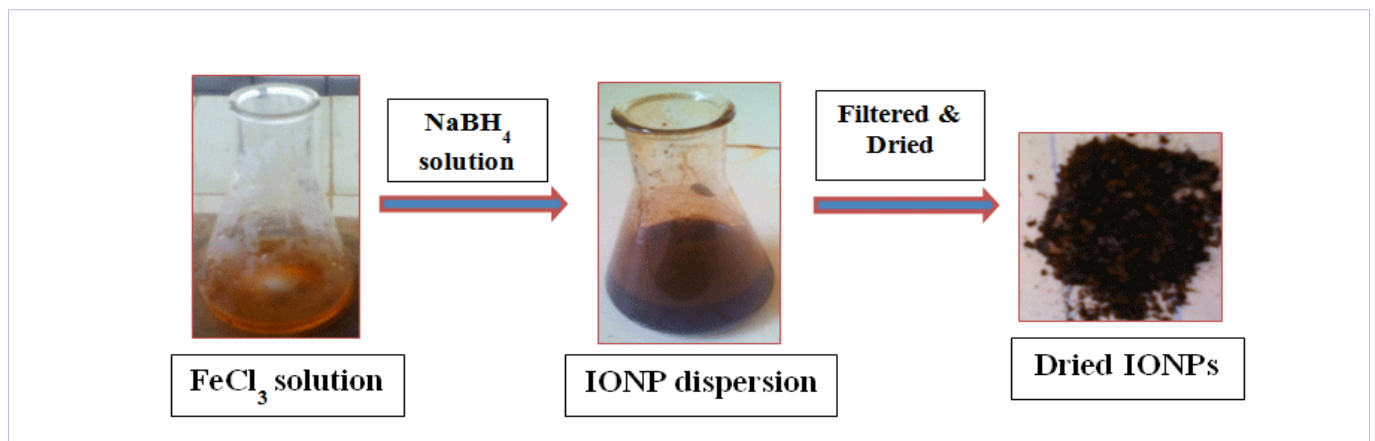 NaBH₄
solution
Filtered &
Dried
FeCl₃ solution
IONP dispersion
Dried IONPs